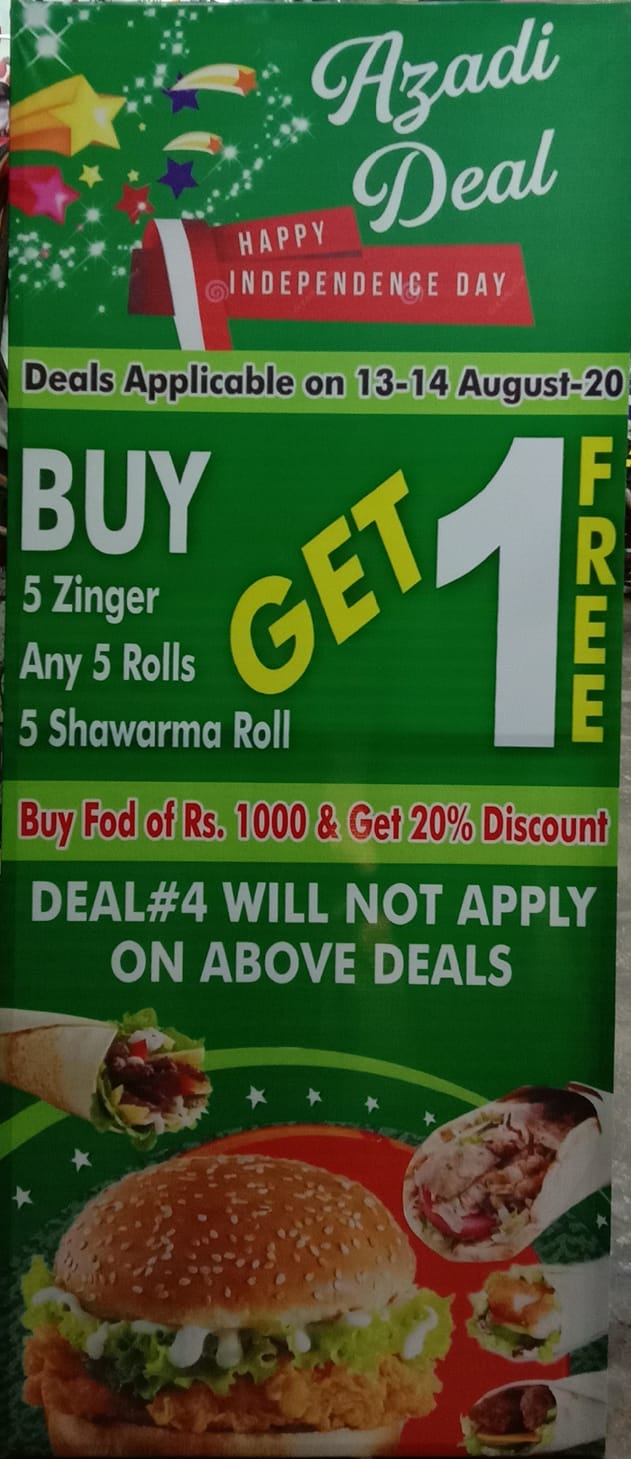 Azadi
Deal
HAPPY
INDEPENDENCE DAY
Deals Applicable on 13-14 August-20
BUY
GET 1 FREE
5 Zinger
Any 5 Rolls
5 Shawarma Roll
Buy Fod of Rs. 1000 & Get 20% Discount
DEAL#4 WILL NOT APPLY
ON ABOVE DEALS